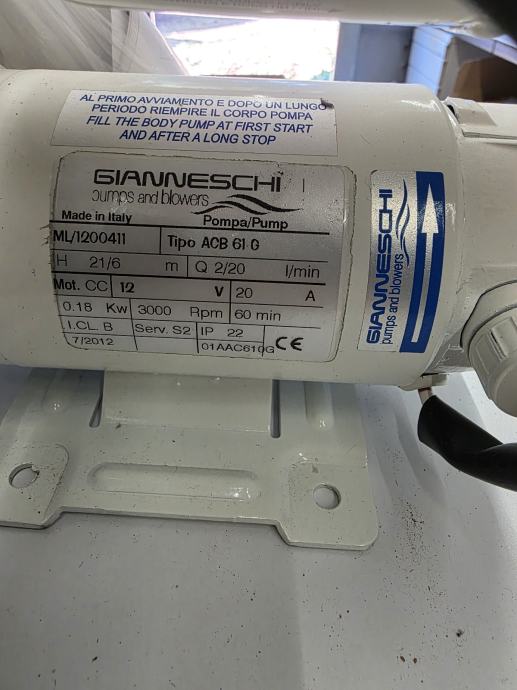 AL PRIMO AVVIAMENTO E DOPO UN LUNGO
PERIODO RIEMPIRE IL CORPO POMPA
FILL THE BODY PUMP AT FIRST START
AND AFTER A LONG STOP
GIANNESCHI
pumps and blowers
Made in Italy Pompa/Pump
ML/1200411 Tipo ACB 61 G
H 21/6 m Q 2/20 l/min
Mot. CC 12 V 20 A
0.18 Kw 3000 Rpm 60 min
I.CL. B Serv. S2 IP 22
7/2012 01AAC610G CE
GIANNESCHI
pumps and blowers